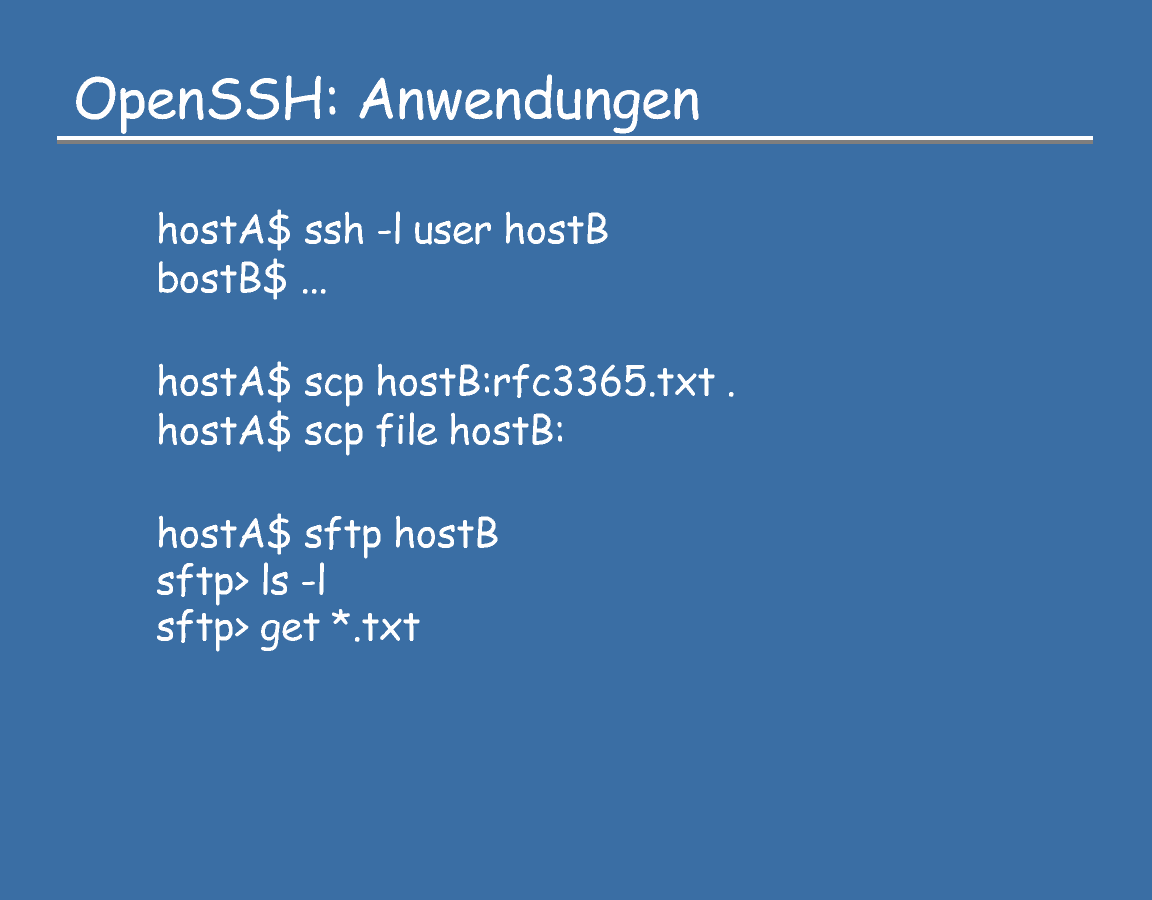 OpenSSH: Anwendungen
hostA$ ssh -l user hostB
bostB$ ...
hostA$ scp hostB:rfc3365.txt .
hostA$ scp file hostB:
hostA$ sftp hostB
sftp> ls -l
sftp> get *.txt